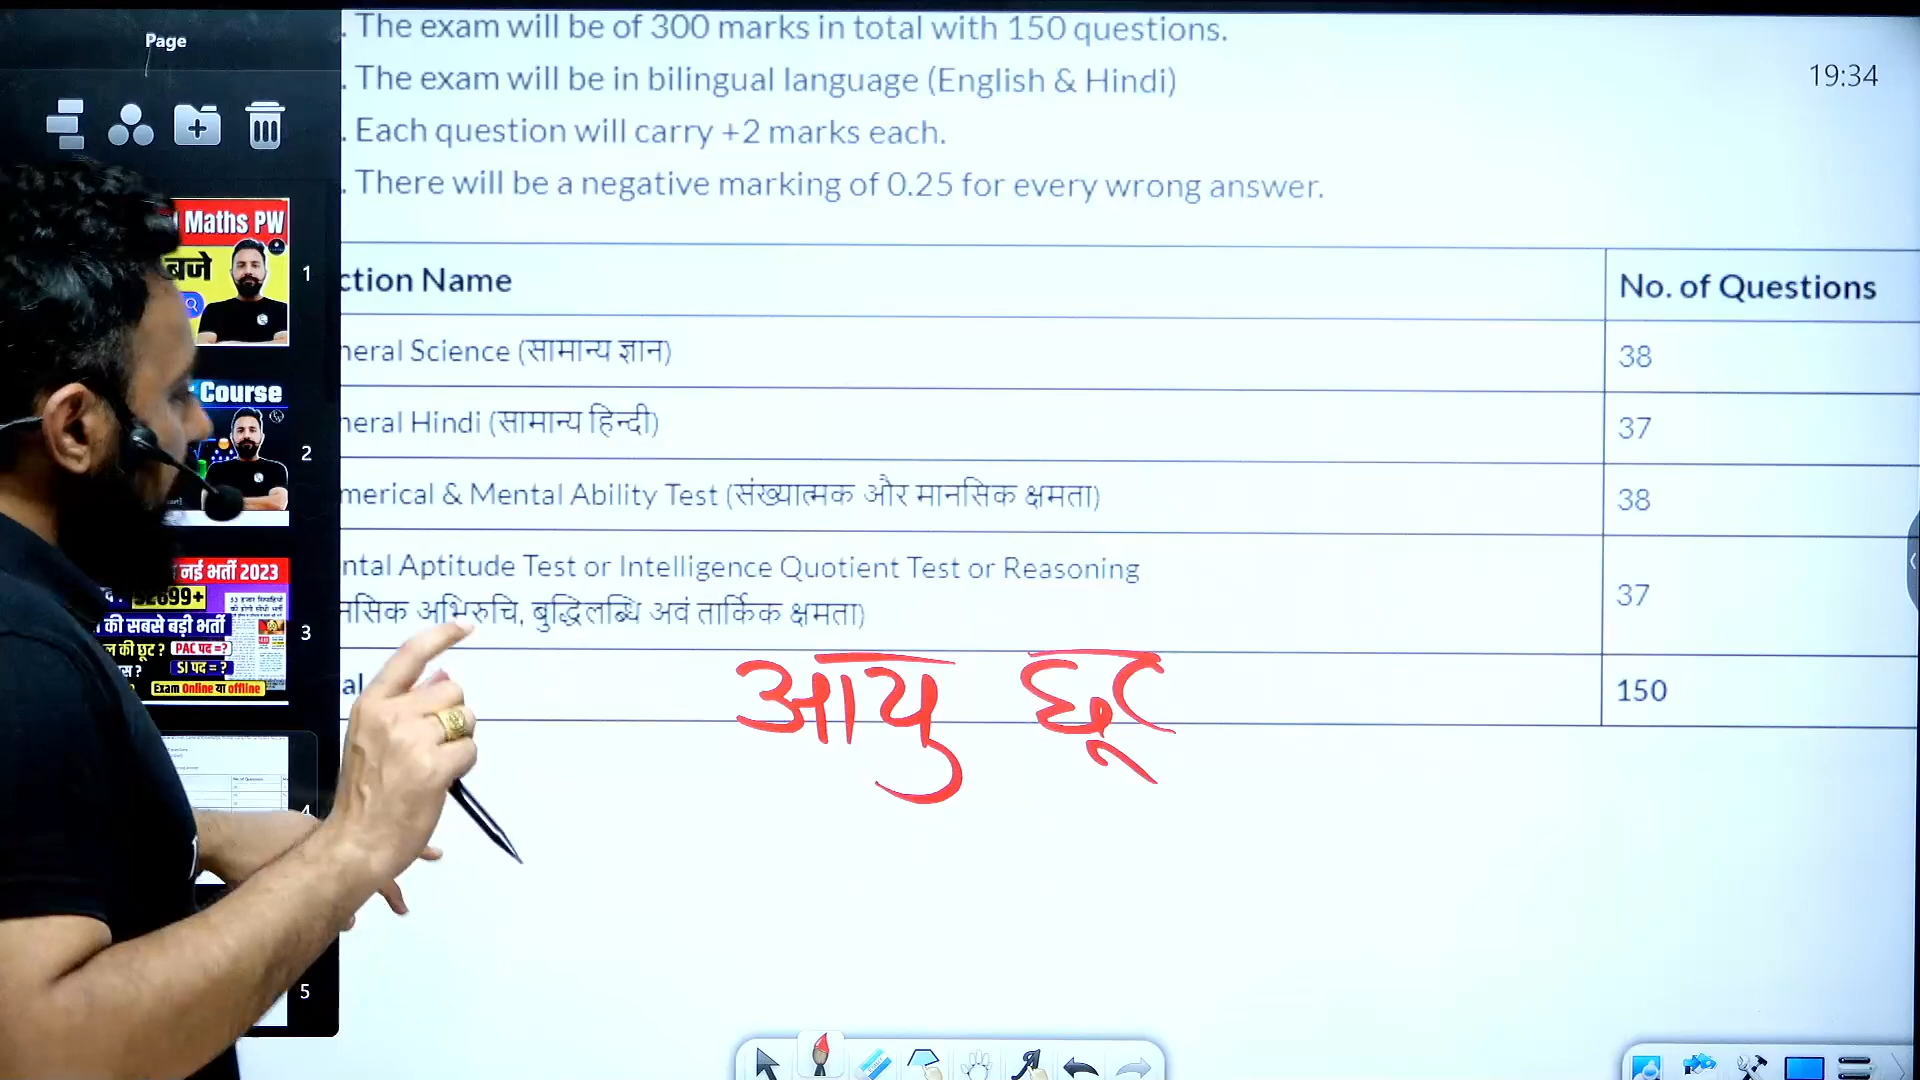 Page
. The exam will be of 300 marks in total with 150 questions.
19:34
. The exam will be in bilingual language (English & Hindi)
. Each question will carry +2 marks each.
. There will be a negative marking of 0.25 for every wrong answer.
Maths PW
बजे
1
Course
2
नई भर्ती 2023
52699+
की सबसे बड़ी भर्ती
ल की छूट ? PAC पद =?
स ? SI पद = ?
Exam Online या offline
3
4
5
ction Name No. of Questions
neral Science (सामान्य ज्ञान) 38
neral Hindi (सामान्य हिन्दी) 37
merical & Mental Ability Test (संख्यात्मक और मानसिक क्षमता) 38
ntal Aptitude Test or Intelligence Quotient Test or Reasoning 37
नसिक अभिरुचि, बुद्धिलब्धि अवं तार्किक क्षमता)
al 150
आयु छूट